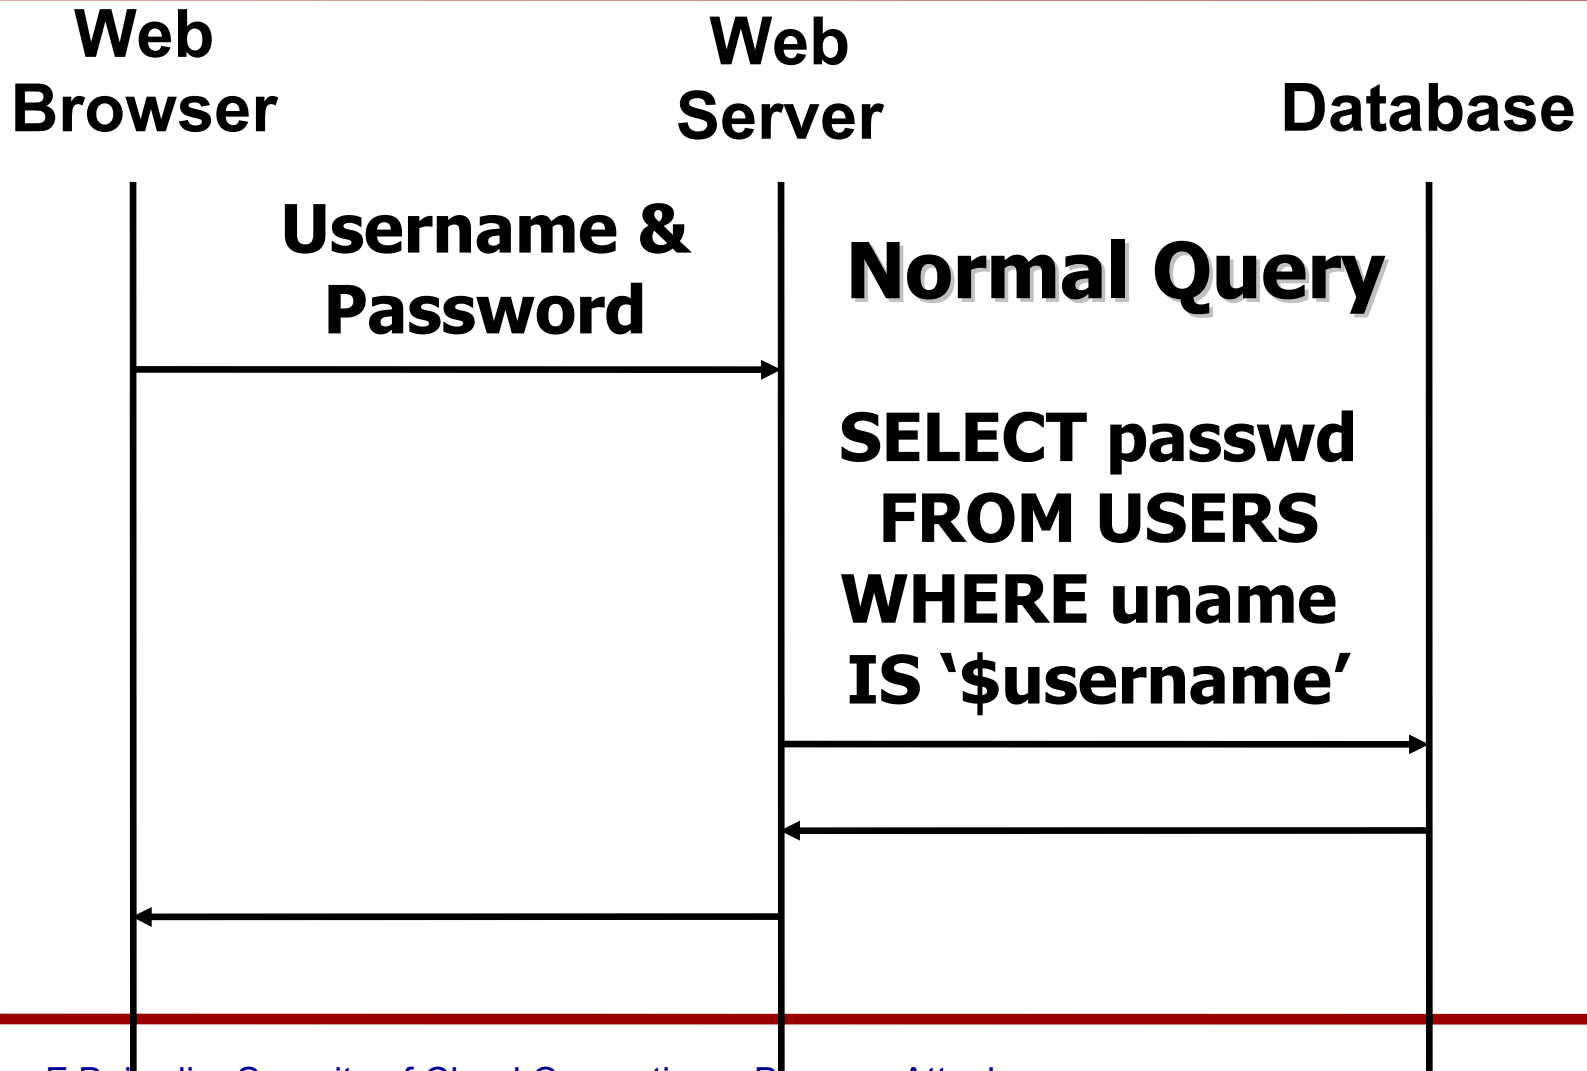 Web
Browser
Web
Server
Database
Username &
Password
Normal Query
SELECT passwd
FROM USERS
WHERE uname
IS ‘$username’